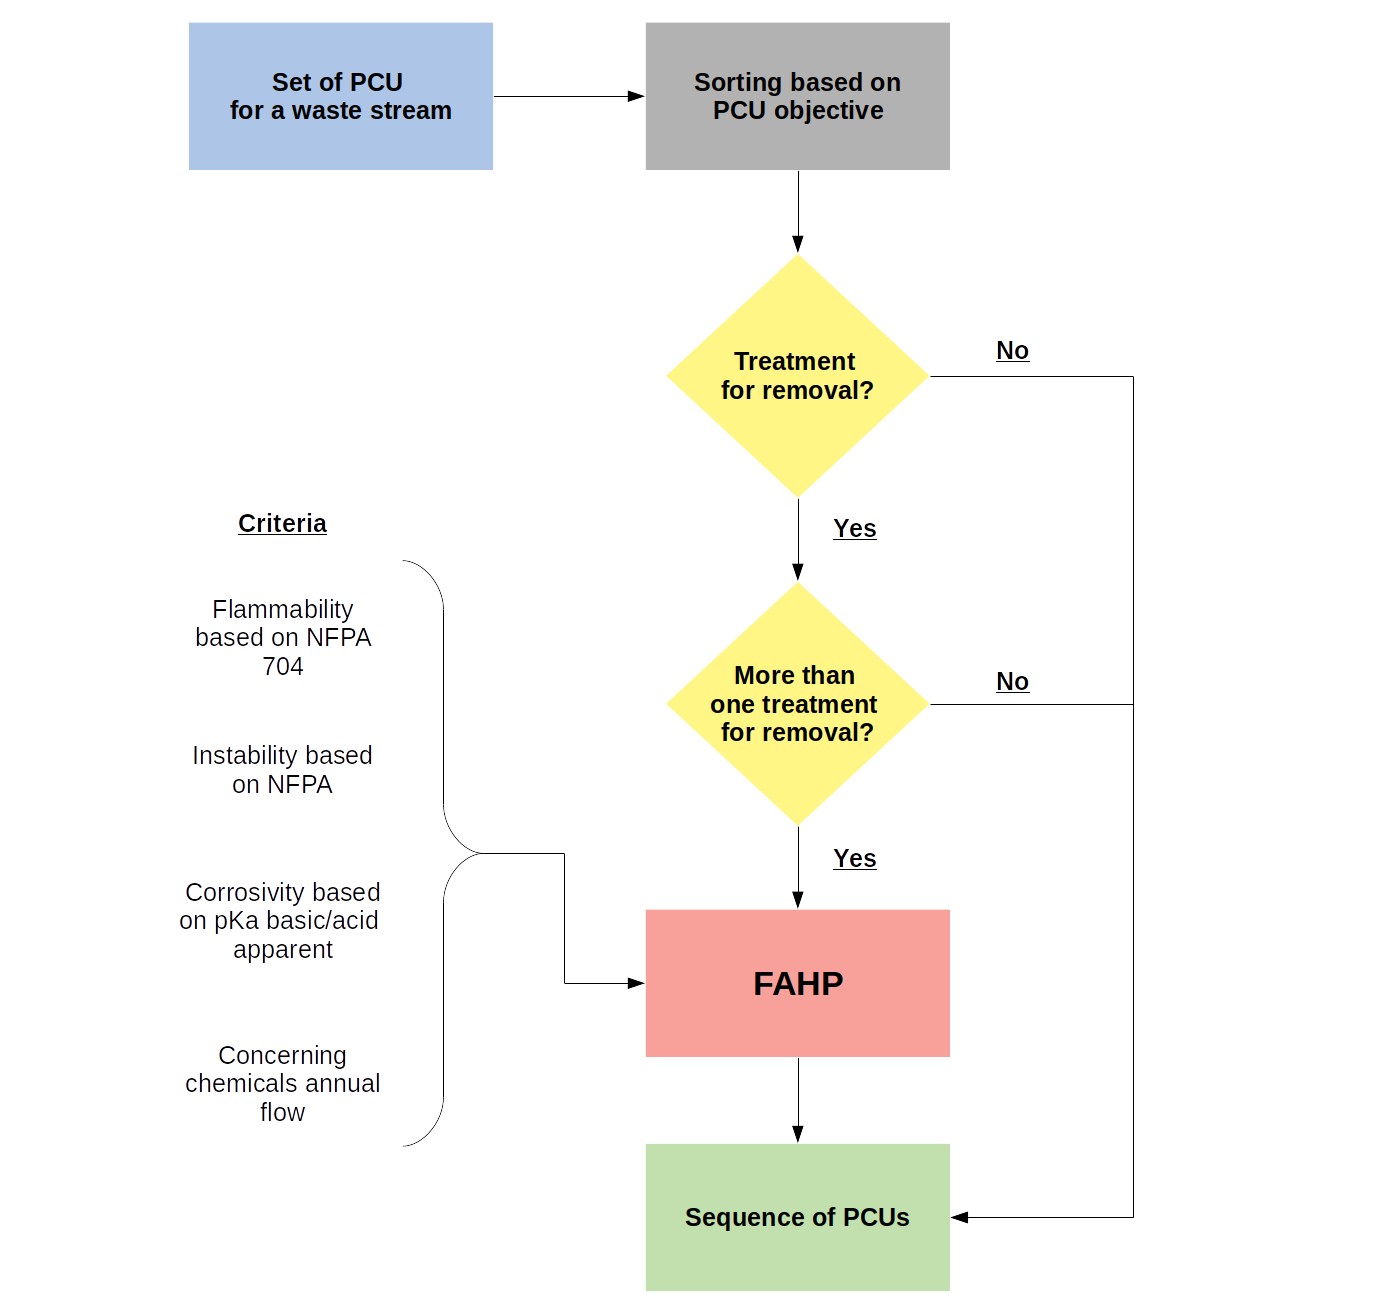 Set of PCU
for a waste stream
Sorting based on
PCU objective
Treatment
for removal?
No
Yes
More than
one treatment
for removal?
No
Yes
Criteria
Flammability
based on NFPA
704
Instability based
on NFPA
Corrosivity based
on pKa basic/acid
apparent
Concerning
chemicals annual
flow
FAHP
Sequence of PCUs